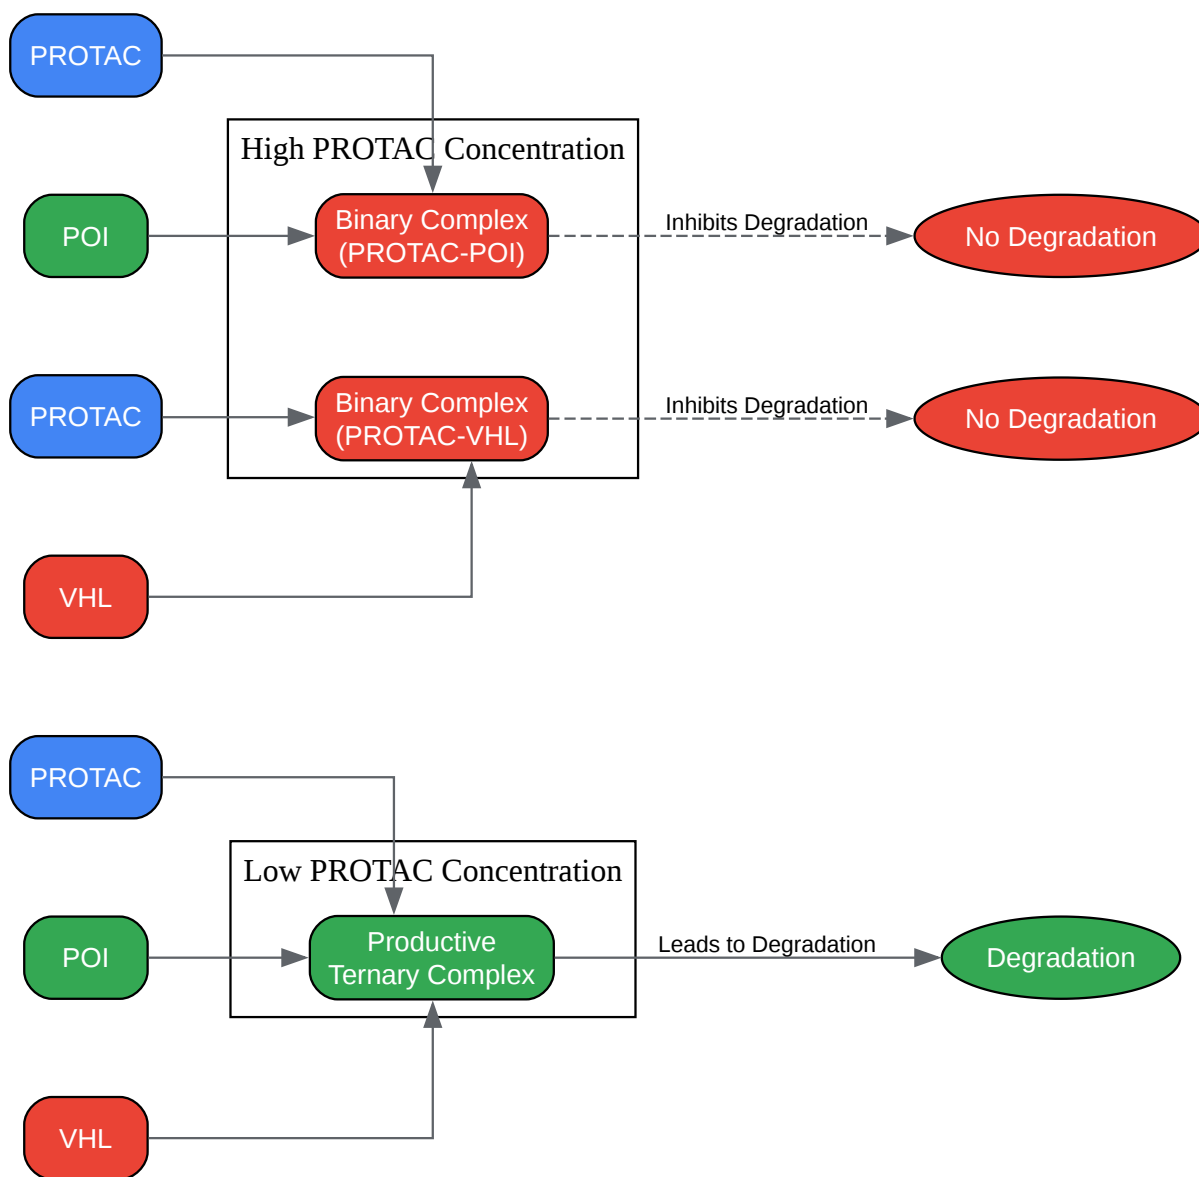 PROTAC
High PROTAC Concentration
POI
Binary Complex
(PROTAC-POI)
Inhibits Degradation
No Degradation
PROTAC
Binary Complex
(PROTAC-VHL)
Inhibits Degradation
No Degradation
VHL
PROTAC
Low PROTAC Concentration
POI
Productive
Ternary Complex
Leads to Degradation
Degradation
VHL